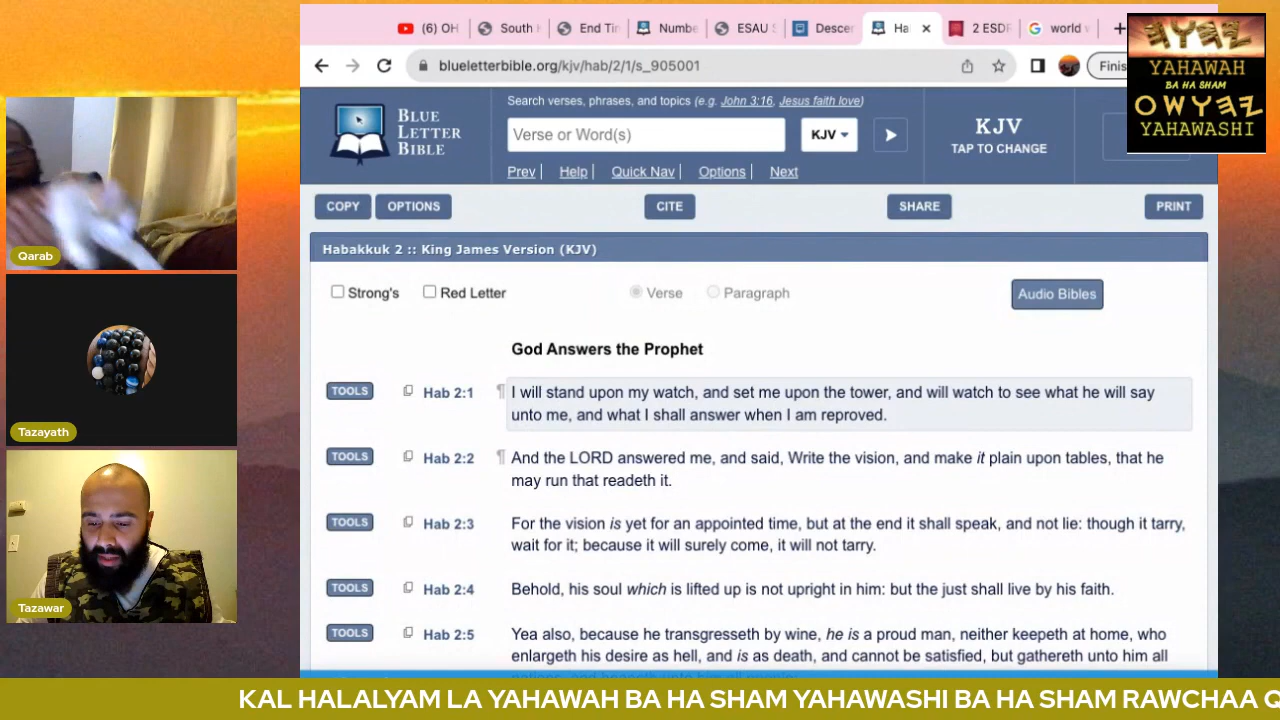 (6) OH
South
End Tin
Numbe
ESAU S
Descen
Ha
2 ESDR
world w
blueletterbible.org/kjv/hab/2/1/s_905001
Finis
YAHAWAH
BA HA SHAM
YAHAWASHI
BLUE
LETTER
BIBLE
Search verses, phrases, and topics (e.g. John 3:16, Jesus faith love)
Verse or Word(s)
KJV
KJV
TAP TO CHANGE
Prev
Help
Quick Nav
Options
Next
COPY
OPTIONS
CITE
SHARE
PRINT
Habakkuk 2 :: King James Version (KJV)
Strong's
Red Letter
Verse
Paragraph
Audio Bibles
God Answers the Prophet
TOOLS Hab 2:1 ¶ I will stand upon my watch, and set me upon the tower, and will watch to see what he will say
unto me, and what I shall answer when I am reproved.
TOOLS Hab 2:2 ¶ And the LORD answered me, and said, Write the vision, and make it plain upon tables, that he
may run that readeth it.
TOOLS Hab 2:3 For the vision is yet for an appointed time, but at the end it shall speak, and not lie: though it tarry,
wait for it; because it will surely come, it will not tarry.
TOOLS Hab 2:4 Behold, his soul which is lifted up is not upright in him: but the just shall live by his faith.
TOOLS Hab 2:5 Yea also, because he transgresseth by wine, he is a proud man, neither keepeth at home, who
enlargeth his desire as hell, and is as death, and cannot be satisfied, but gathereth unto him all
Qarab
Tazayath
Tazawar
KAL HALALYAM LA YAHAWAH BA HA SHAM YAHAWASHI BA HA SHAM RAWCHAA Q